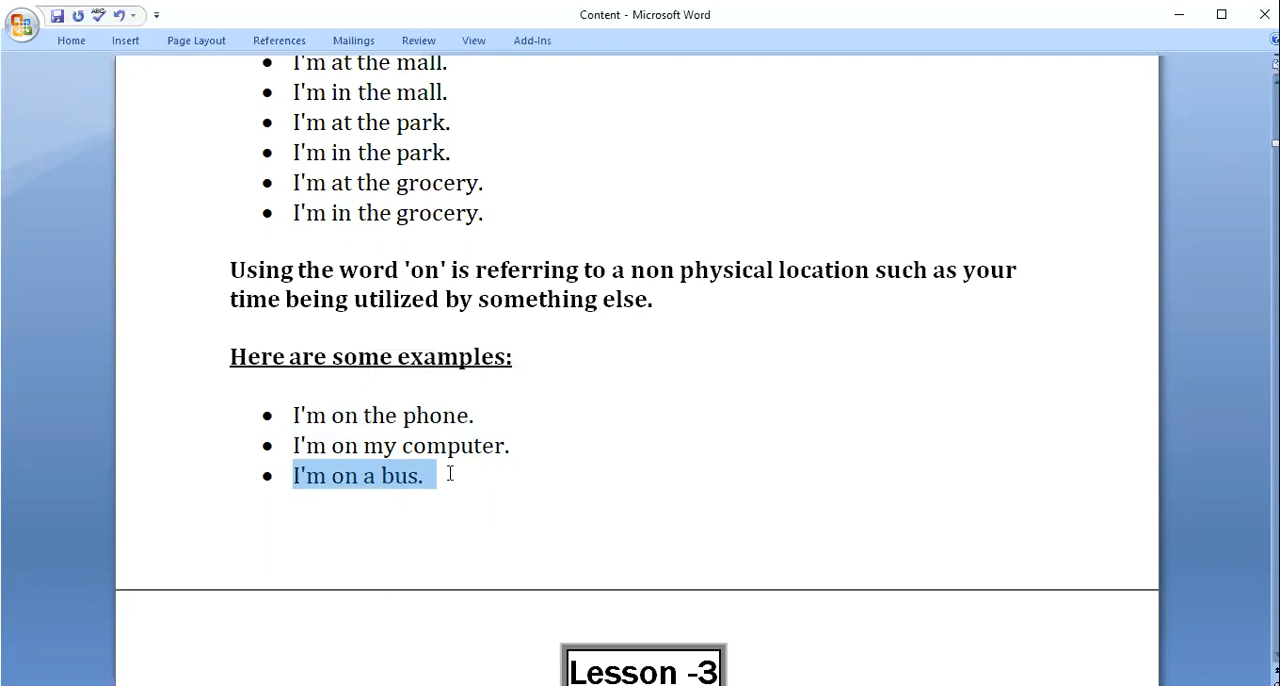 Content - Microsoft Word
Home Insert Page Layout References Mailings Review View Add-Ins
• I'm at the mall.
• I'm in the mall.
• I'm at the park.
• I'm in the park.
• I'm at the grocery.
• I'm in the grocery.
Using the word 'on' is referring to a non physical location such as your
time being utilized by something else.
Here are some examples:
• I'm on the phone.
• I'm on my computer.
• I'm on a bus.
Lesson -3